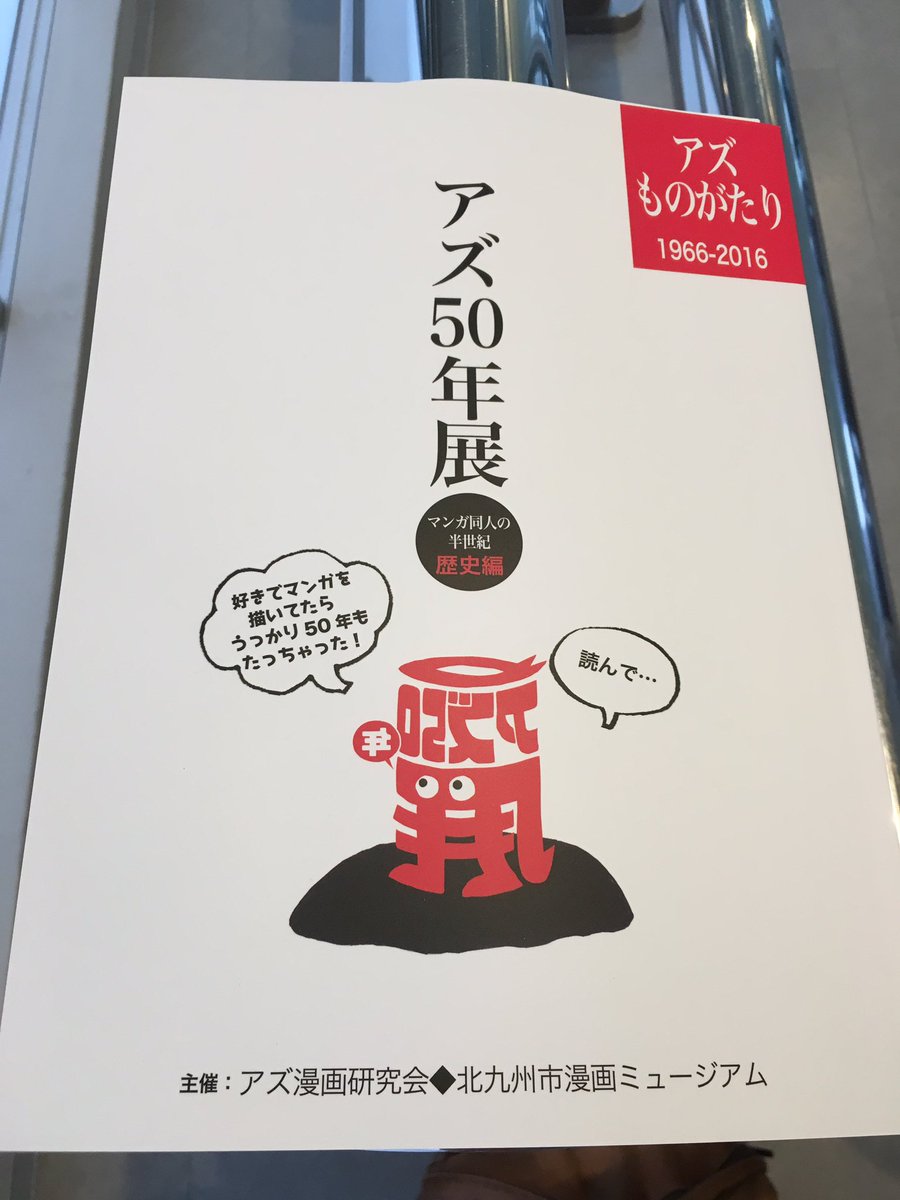 アズ
ものがたり
1966-2016
アズ50年展
マンガ同人の
半世紀
歴史編
好きでマンガを
描いてたら
うっかり50年も
たっちゃった!
読んで…
主催：アズ漫画研究会◆北九州市漫画ミュージアム